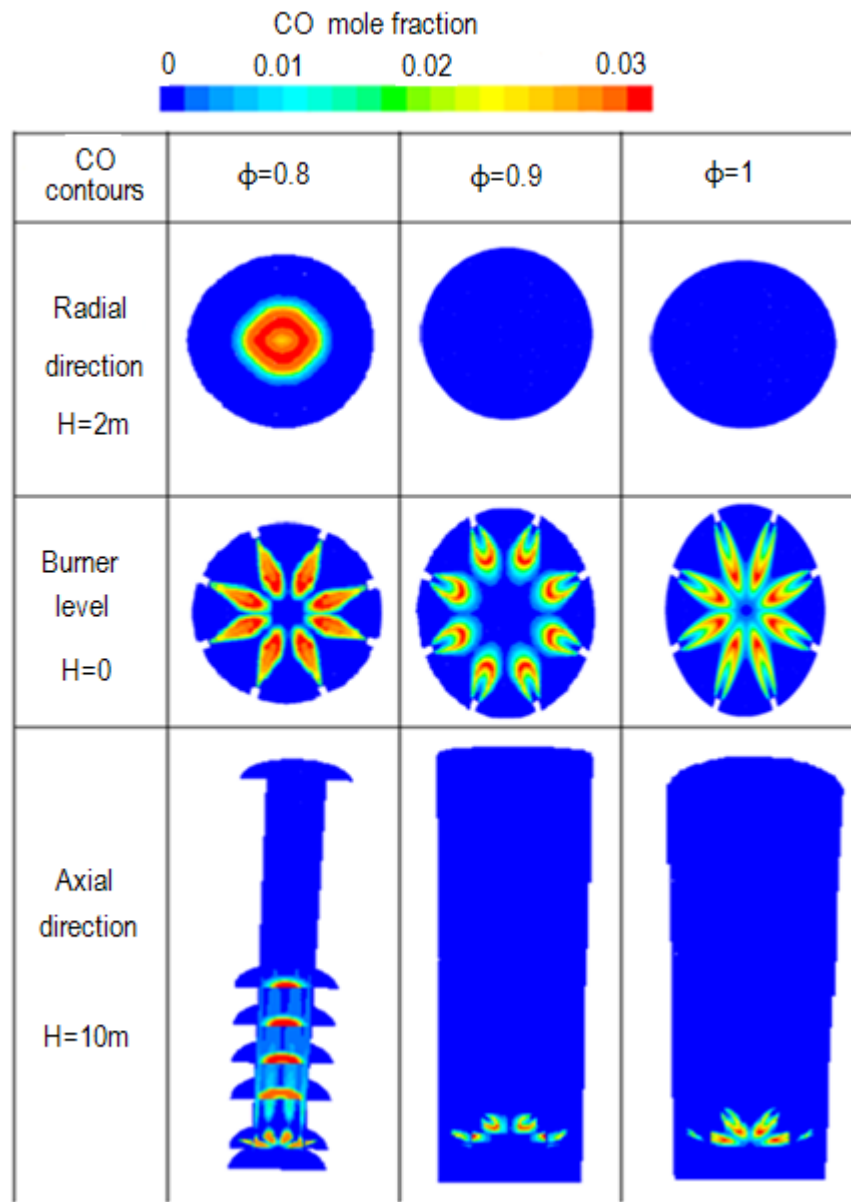 CO mole fraction
0 0.01 0.02 0.03
CO
contours
ϕ=0.8
ϕ=0.9
ϕ=1
Radial
direction
H=2m
Burner
level
H=0
Axial
direction
H=10m